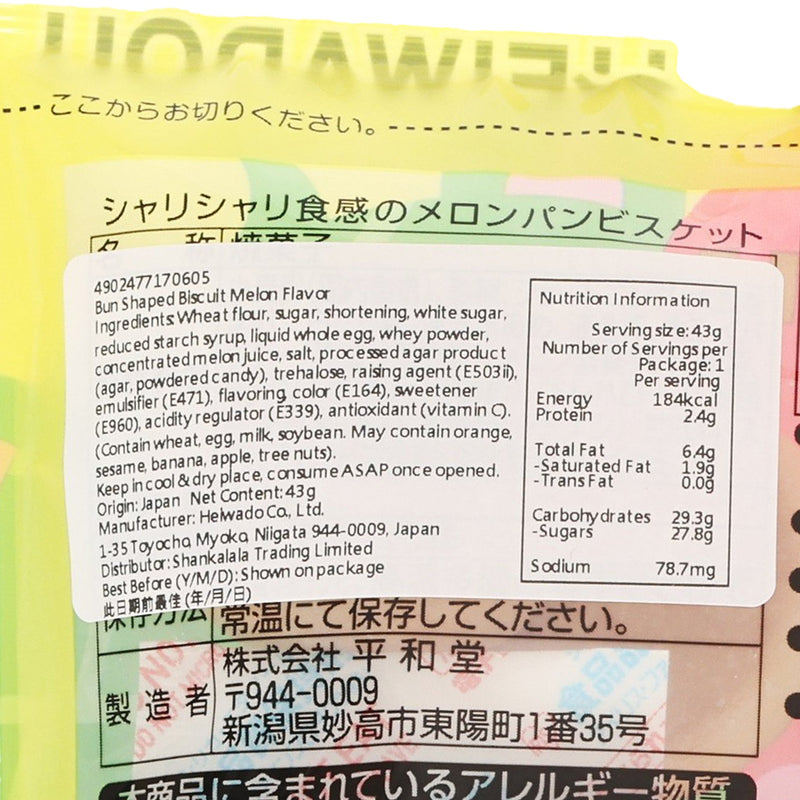 HEIWADOU
ここからお切りください。
シャリシャリ食感のメロンパンビスケット
名 称 焼菓子
4902477170605
Bun Shaped Biscuit Melon Flavor
Ingredients: Wheat flour, sugar, shortening, white sugar,
reduced starch syrup, liquid whole egg, whey powder,
concentrated melon juice, salt, processed agar product
(agar, powdered candy), trehalose, raising agent (E503ii),
emulsifier (E471), flavoring, color (E164), sweetener
(E960), acidity regulator (E339), antioxidant (vitamin C).
(Contain wheat, egg, milk, soybean. May contain orange,
sesame, banana, apple, tree nuts).
Keep in cool & dry place, consume ASAP once opened.
Origin: Japan Net Content: 43g
Manufacturer: Heiwado Co., Ltd.
1-35 Toyocho, Myoko, Niigata 944-0009, Japan
Distributor: Shankalala Trading Limited
Best Before (Y/M/D): Shown on package
此日期前最佳 (年/月/日)
Nutrition Information
Serving size: 43g
Number of Servings per
Package: 1
Per serving
Energy 184kcal
Protein 2.4g
Total Fat 6.4g
-Saturated Fat 1.9g
-Trans Fat 0.0g
Carbohydrates 29.3g
-Sugars 27.8g
Sodium 78.7mg
保存方法 常温にて保存してください。
製造者 株式会社 平和堂
〒944-0009
新潟県妙高市東陽町1番35号
本商品に含まれているアレルギー物質